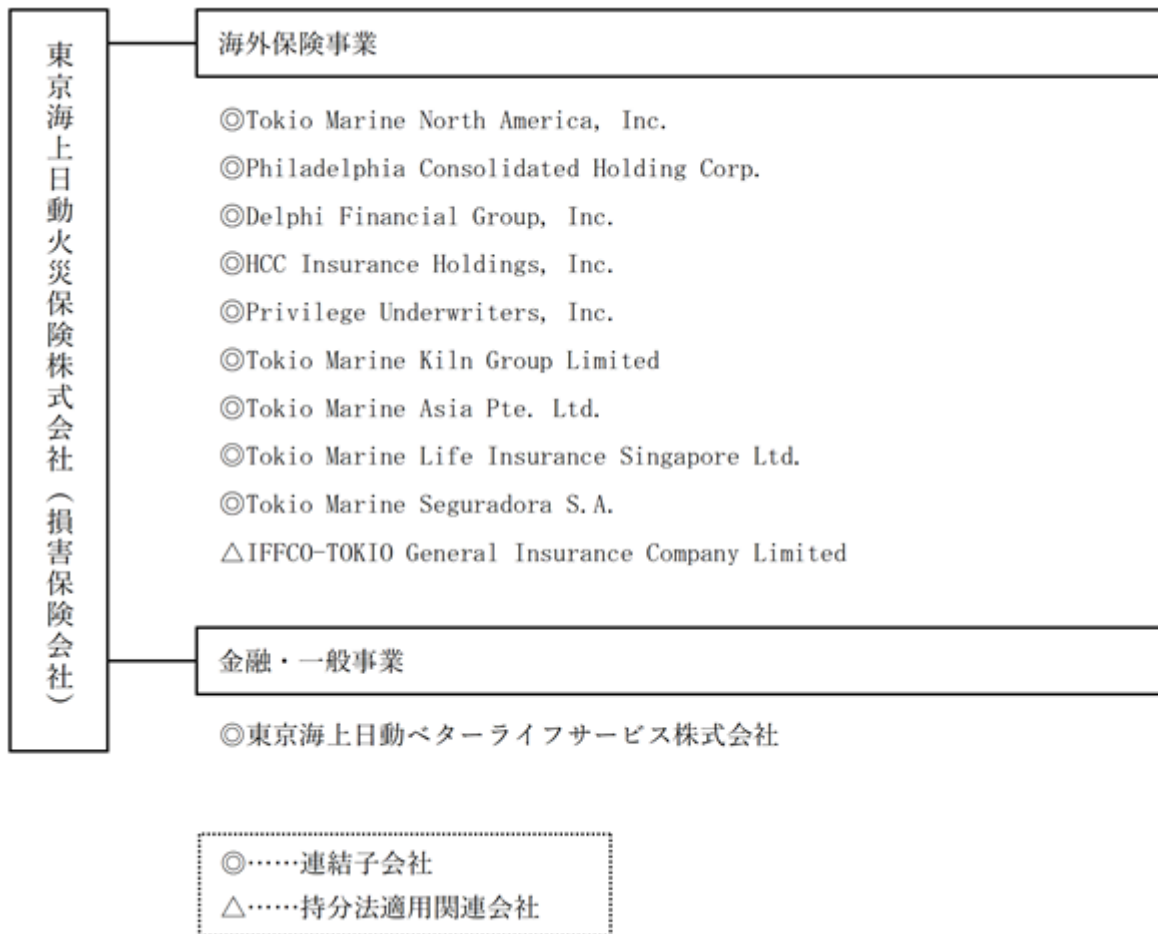 東京海上日動火災保険株式会社（損害保険会社）
海外保険事業
◎Tokio Marine North America, Inc.
◎Philadelphia Consolidated Holding Corp.
◎Delphi Financial Group, Inc.
◎HCC Insurance Holdings, Inc.
◎Privilege Underwriters, Inc.
◎Tokio Marine Kiln Group Limited
◎Tokio Marine Asia Pte. Ltd.
◎Tokio Marine Life Insurance Singapore Ltd.
◎Tokio Marine Seguradora S.A.
△IFFCO-TOKIO General Insurance Company Limited
金融・一般事業
◎東京海上日動ベターライフサービス株式会社
◎……連結子会社
△……持分法適用関連会社